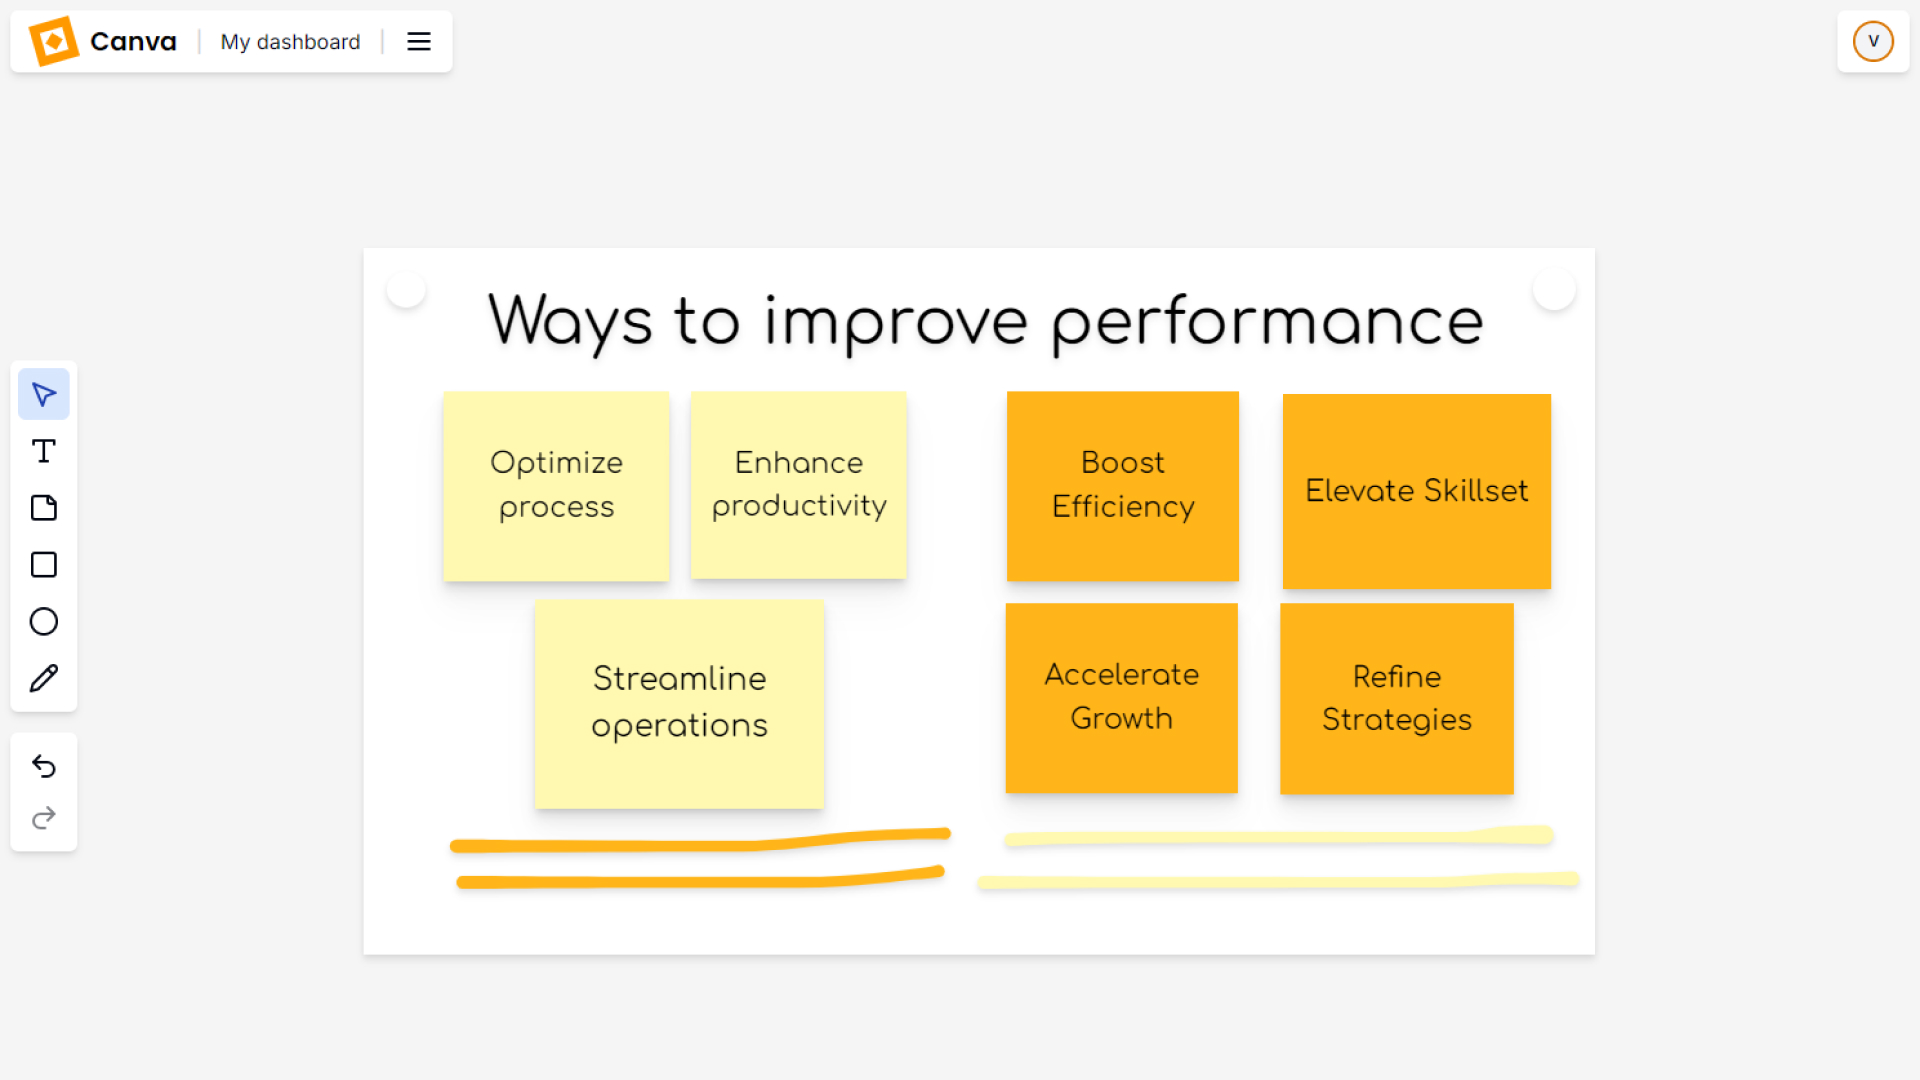 Canva
My dashboard
V
Ways to improve performance
Optimize
process
Enhance
productivity
Boost
Efficiency
Elevate Skillset
Streamline
operations
Accelerate
Growth
Refine
Strategies